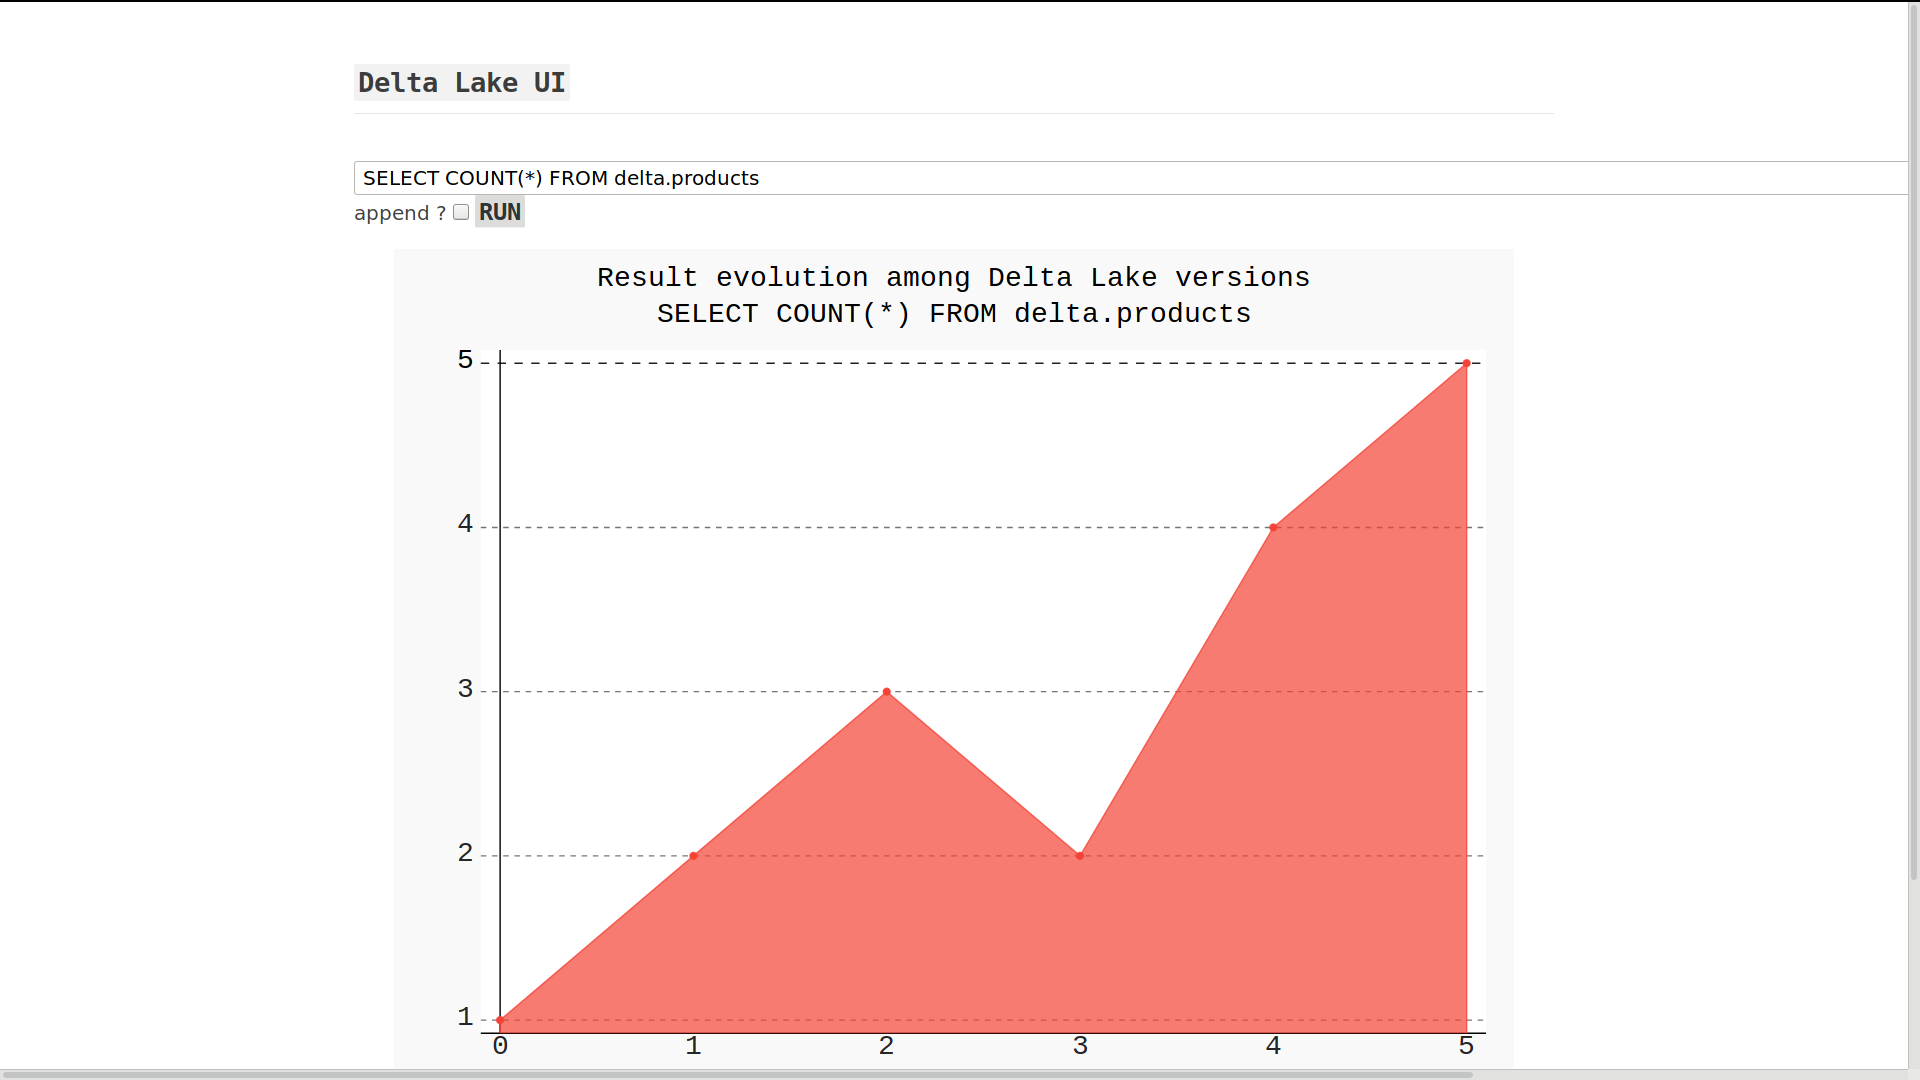 Delta Lake UI
SELECT COUNT(*) FROM delta.products
append ? RUN
Result evolution among Delta Lake versions
SELECT COUNT(*) FROM delta.products
5
4
3
2
1
0 1 2 3 4 5